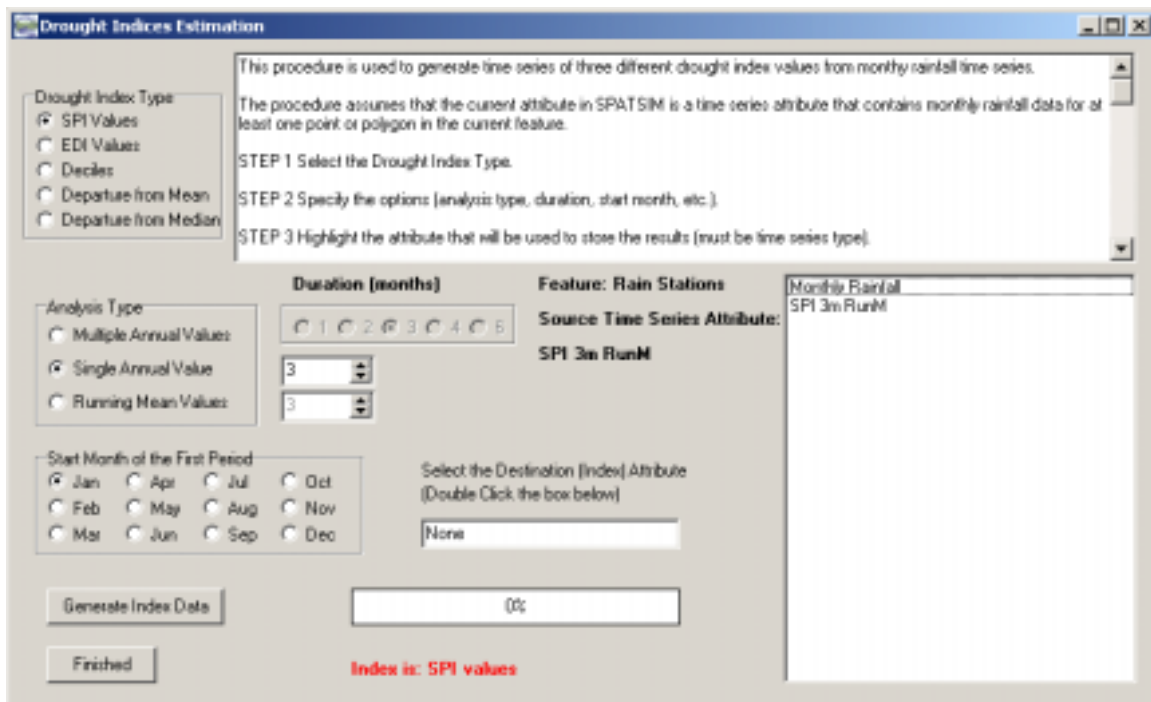 Drought Indices Estimation
This procedure is used to generate time series of three different drought index values from monthy rainfall time series.
The procedure assumes that the current attribute in SPATSIM is a time series attribute that contains monthly rainfall data for at
least one point or polygon in the current feature.
STEP 1 Select the Drought Index Type.
STEP 2 Specify the options (analysis type, duration, start month, etc.).
STEP 3 Highlight the attribute that will be used to store the results (must be time series type).
Drought Index Type
SPI Values
EDI Values
Deciles
Departure from Mean
Departure from Median
Analysis Type
Multiple Annual Values
Single Annual Value
Running Mean Values
Duration (months)
1 2 3 4 5 6
3
3
Feature: Rain Stations
Source Time Series Attribute:
SPI 3m RunM
Monthly Rainfall
SPI 3m RunM
Start Month of the First Period
Jan Apr Jul Oct
Feb May Aug Nov
Mar Jun Sep Dec
Select the Destination (Index) Attribute
(Double Click the box below)
None
Generate Index Data
0%
Finished
Index is: SPI values